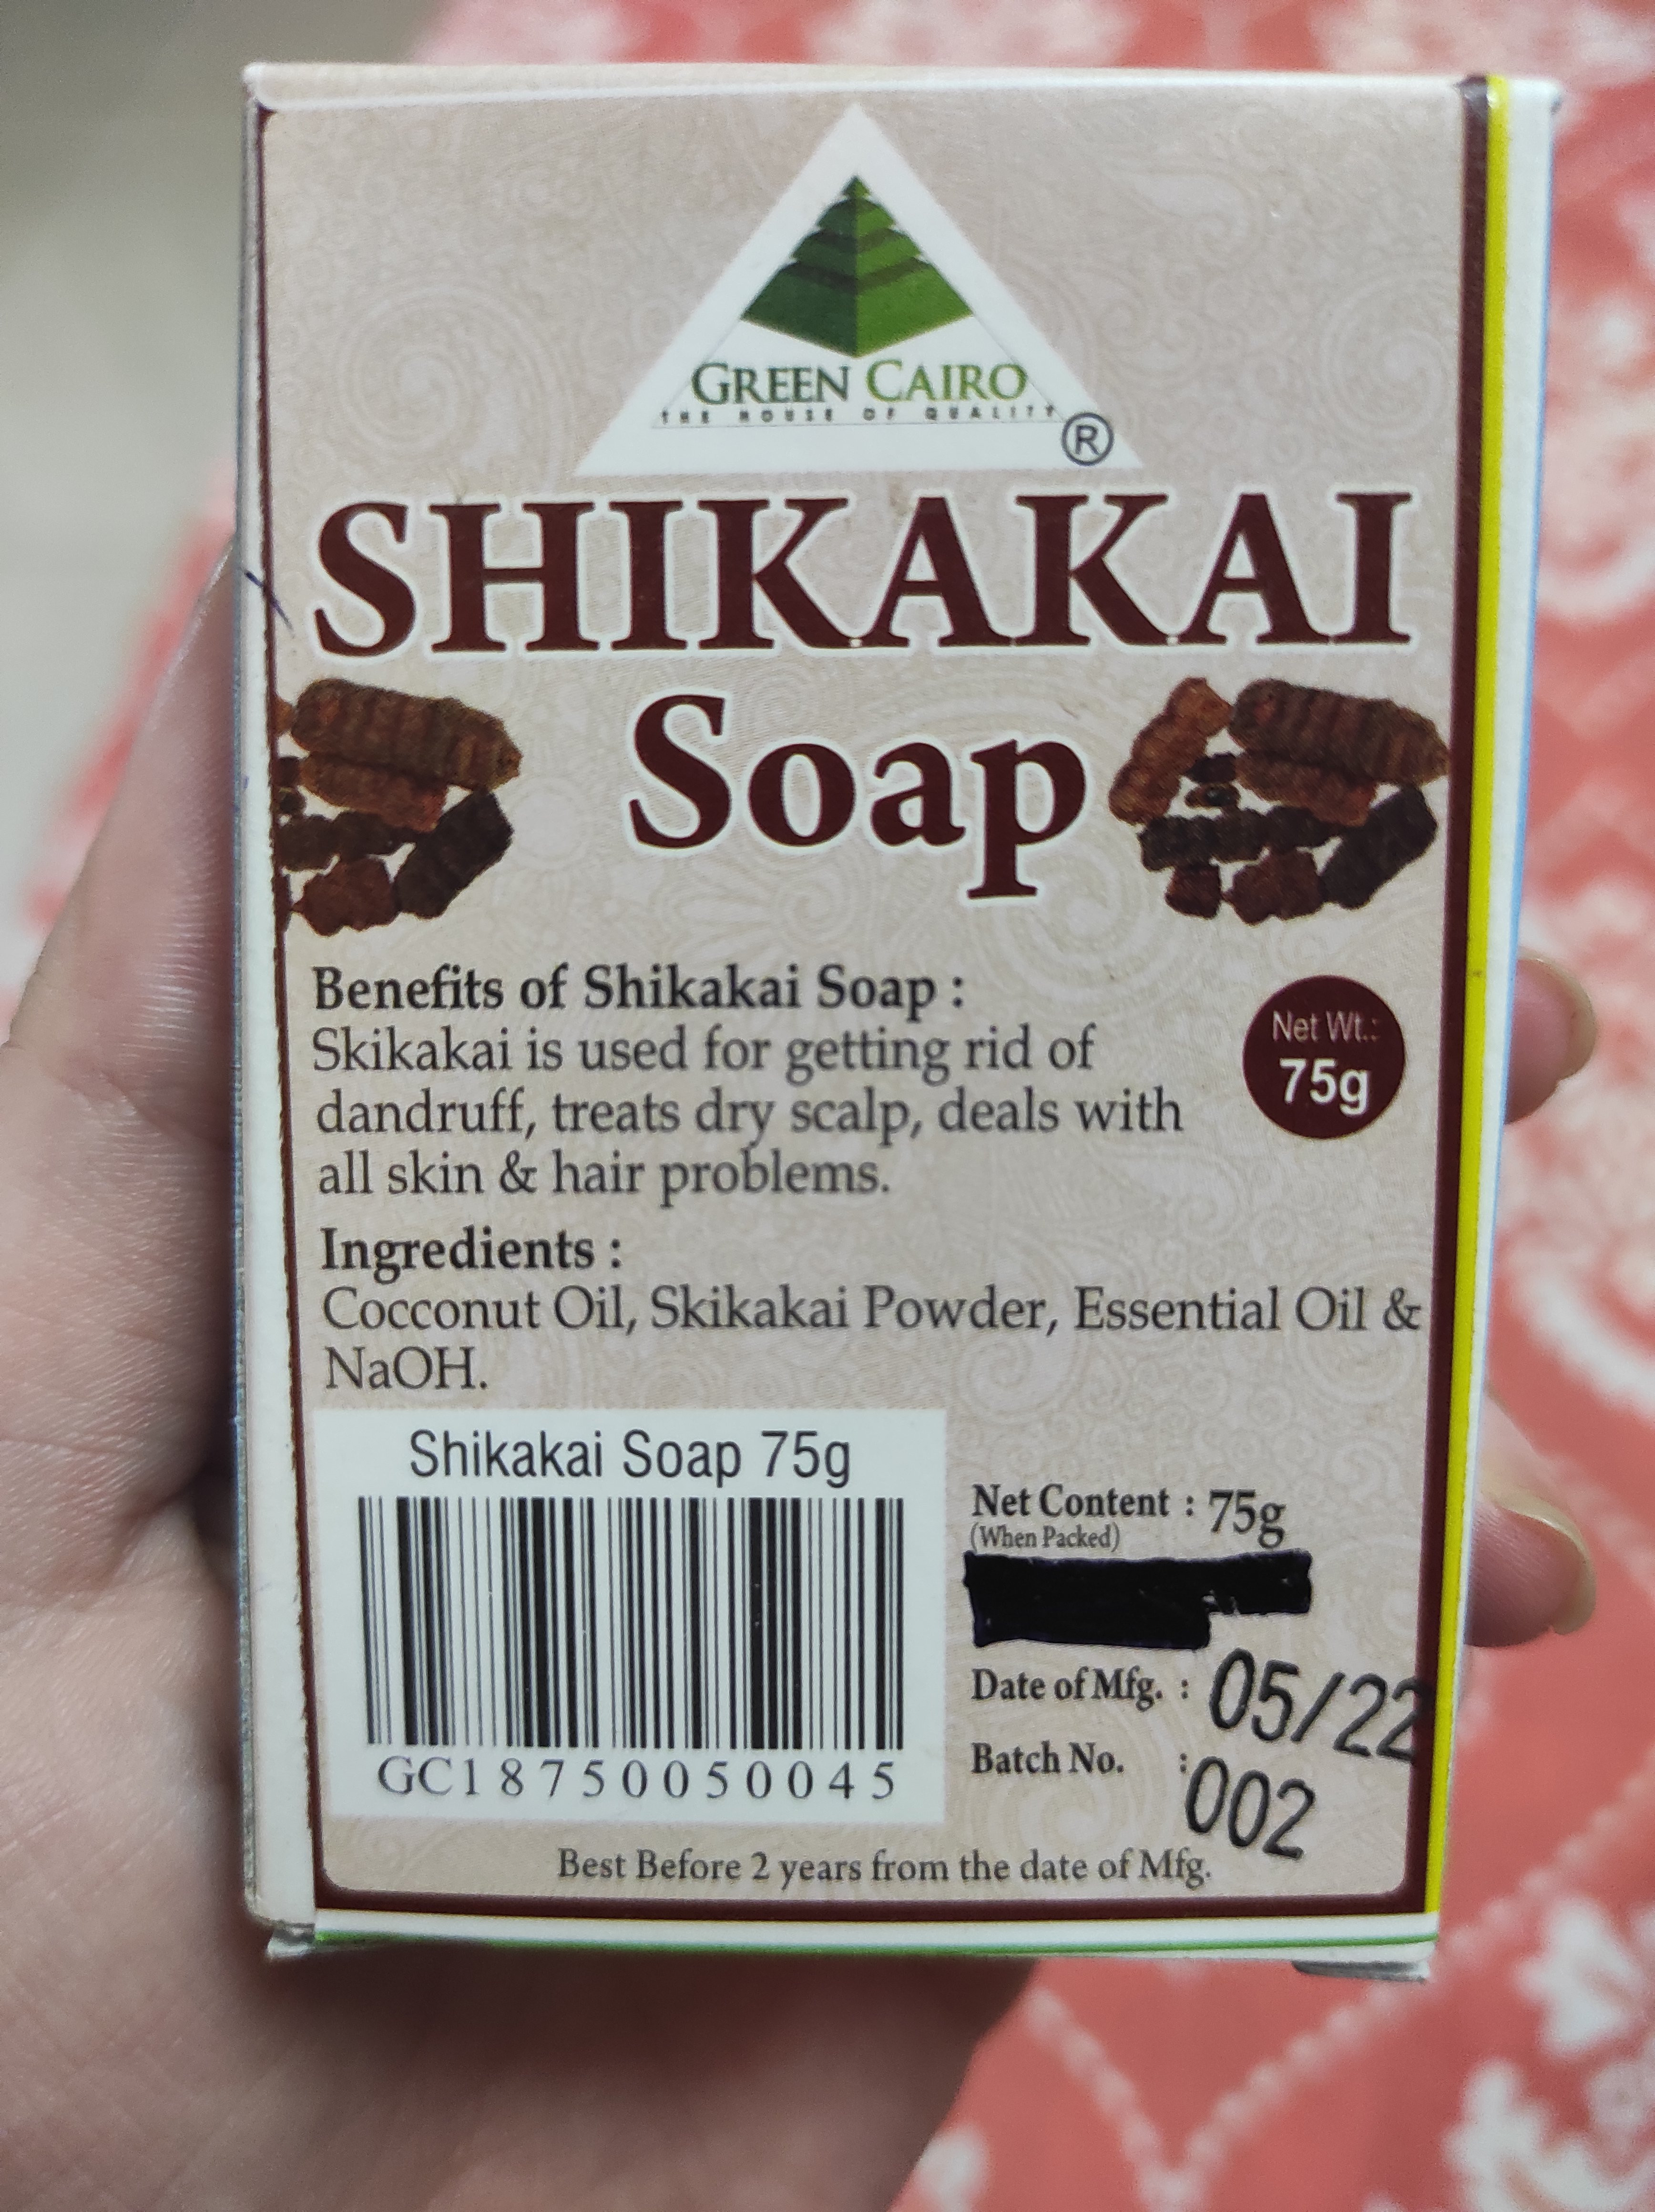 GREEN CAIRO
THE HOUSE OF QUALITY
®
SHIKAKAI
Soap
Benefits of Shikakai Soap :
Skikakai is used for getting rid of
dandruff, treats dry scalp, deals with
all skin & hair problems.
Net Wt.:
75g
Ingredients :
Cocconut Oil, Skikakai Powder, Essential Oil &
NaOH.
Shikakai Soap 75g
GC18750050045
Net Content : 75g
(When Packed)
Date of Mfg. : 05/22
Batch No. : 002
Best Before 2 years from the date of Mfg.